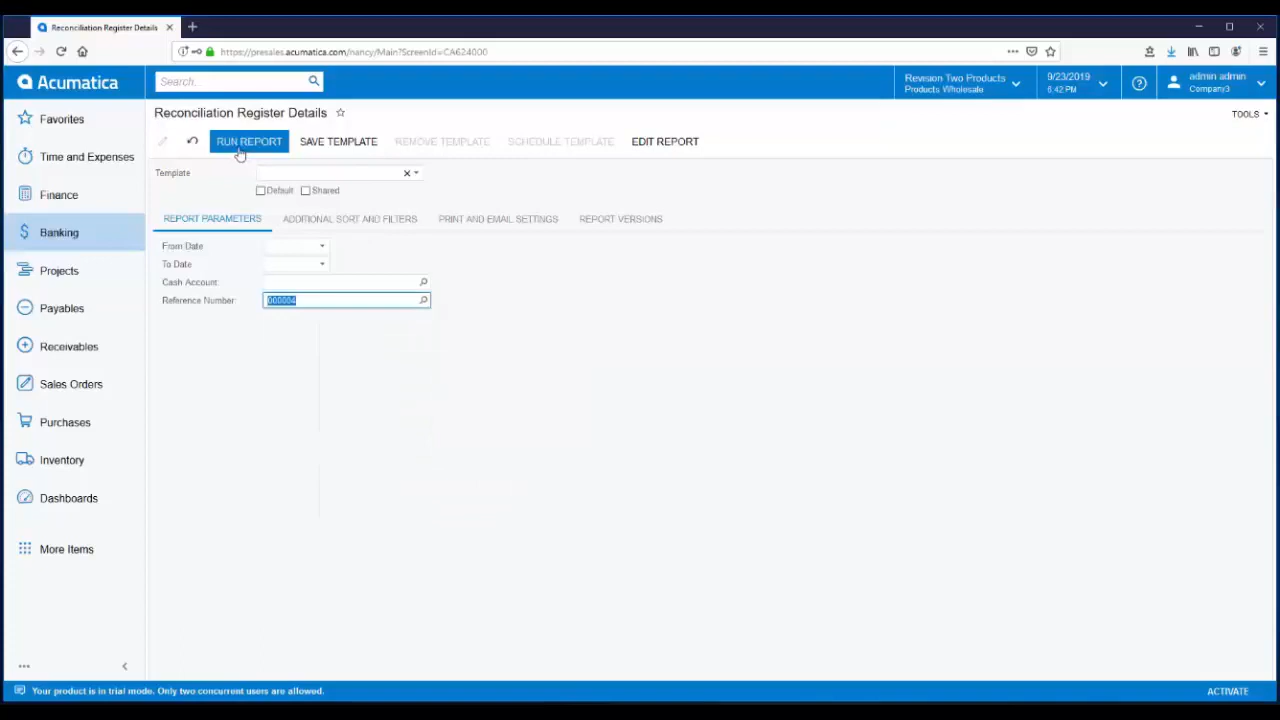 Reconciliation Register Details
https://presales.acumatica.com/nancy/Main?ScreenId=CA624000
Acumatica
Search...
Revision Two Products
Products Wholesale
9/23/2019
6:42 PM
admin admin
Company3
Favorites
Time and Expenses
Finance
Banking
Projects
Payables
Receivables
Sales Orders
Purchases
Inventory
Dashboards
More Items
Reconciliation Register Details
TOOLS
RUN REPORT SAVE TEMPLATE REMOVE TEMPLATE SCHEDULE TEMPLATE EDIT REPORT
Template
Default Shared
REPORT PARAMETERS ADDITIONAL SORT AND FILTERS PRINT AND EMAIL SETTINGS REPORT VERSIONS
From Date
To Date
Cash Account:
Reference Number: 000004
Your product is in trial mode. Only two concurrent users are allowed. ACTIVATE